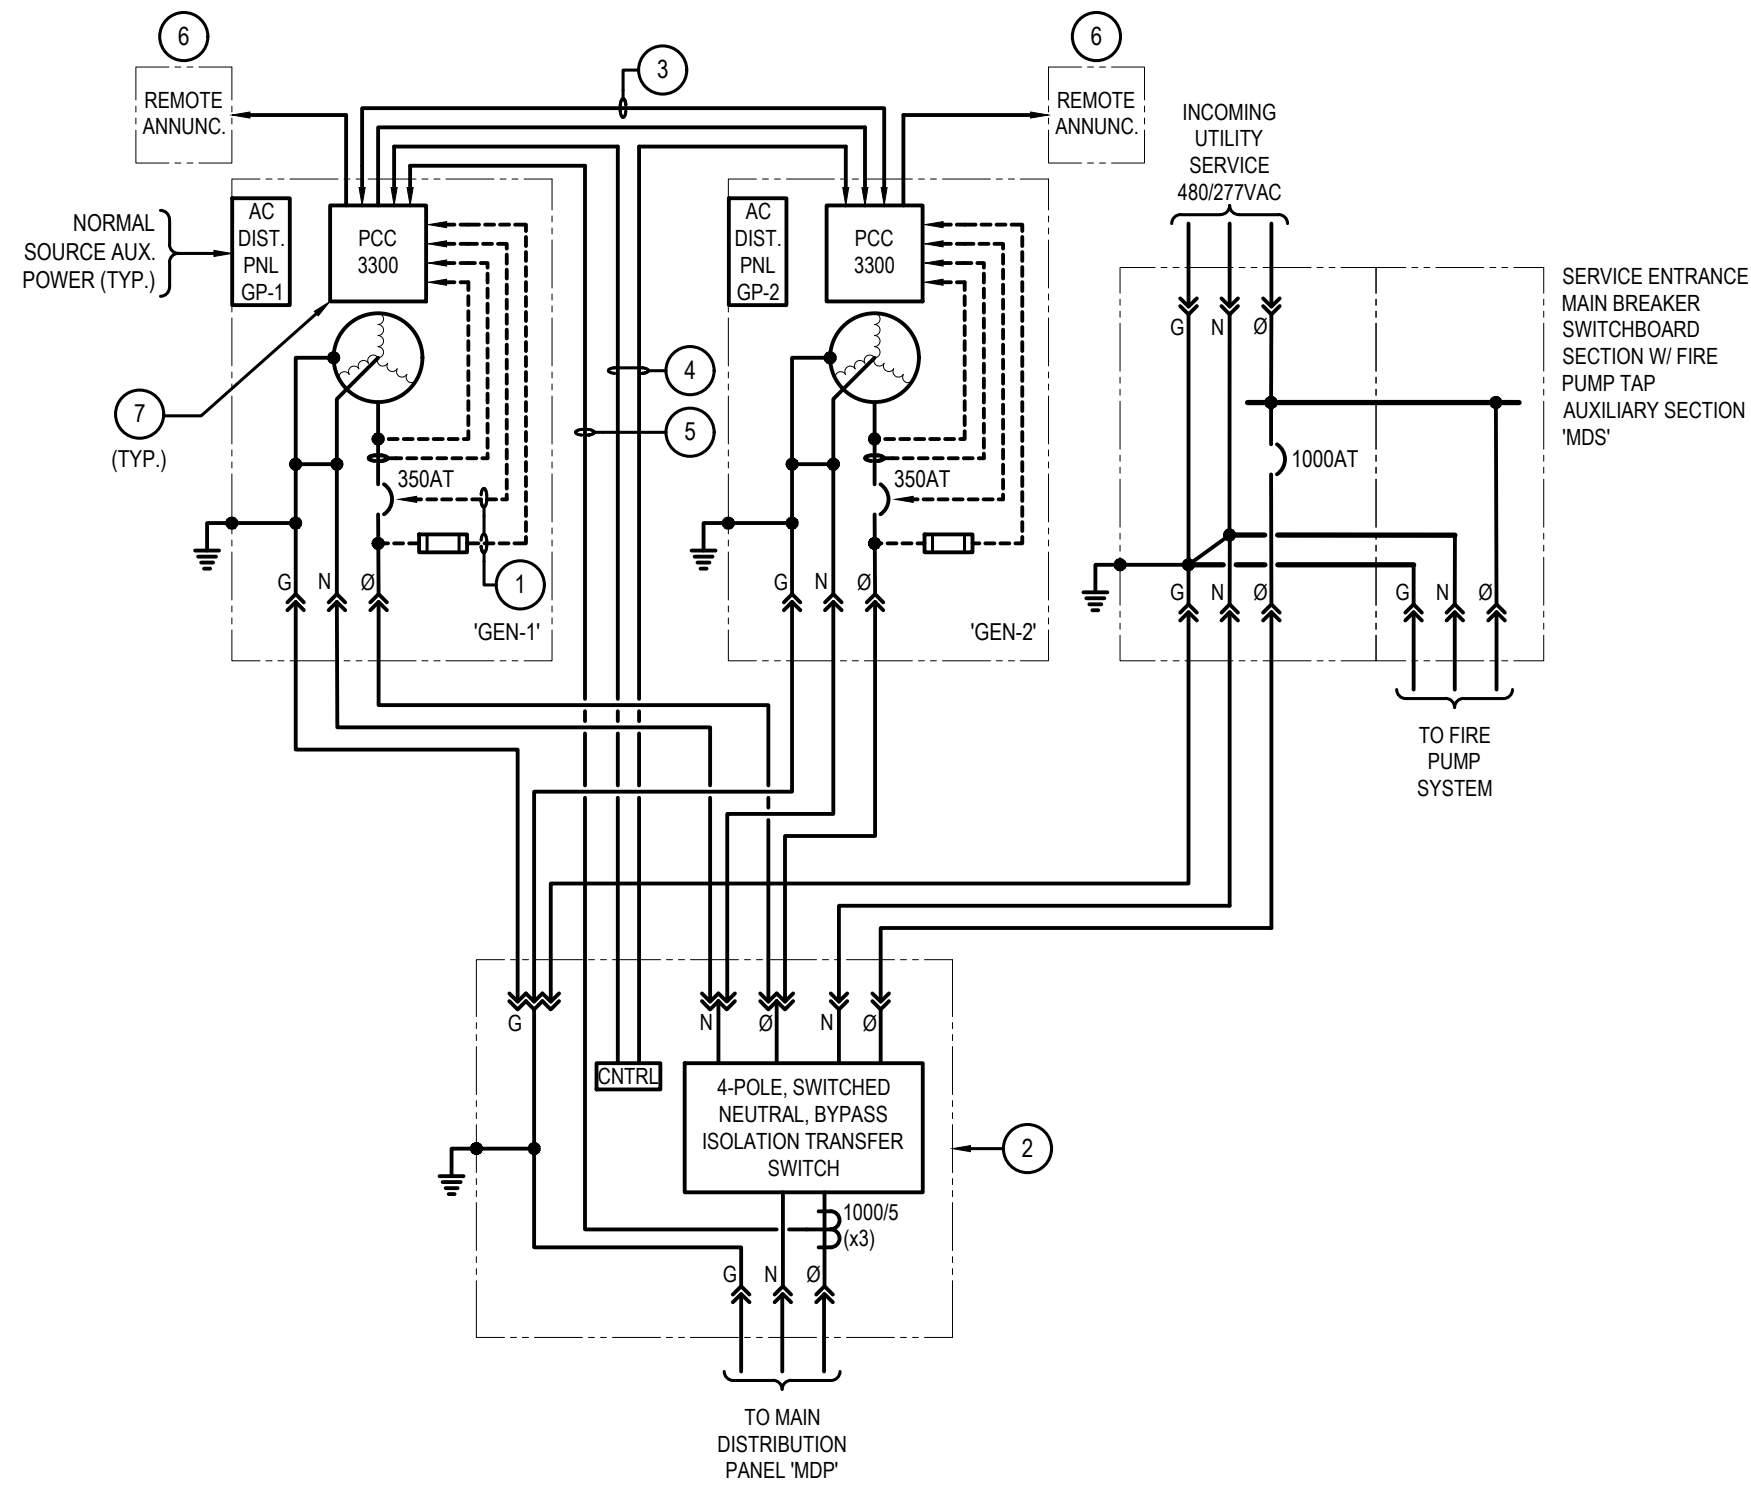 6
REMOTE
ANNUNC.
3
6
REMOTE
ANNUNC.
INCOMING
UTILITY
SERVICE
480/277VAC
NORMAL
SOURCE AUX.
POWER (TYP.)
AC
DIST.
PNL
GP-1
PCC
3300
AC
DIST.
PNL
GP-2
PCC
3300
SERVICE ENTRANCE
MAIN BREAKER
SWITCHBOARD
SECTION W/ FIRE
PUMP TAP
AUXILIARY SECTION
'MDS'
G N Ø
7
(TYP.)
4
5
350AT
350AT
1000AT
1
G N Ø
'GEN-1'
G N Ø
'GEN-2'
G N Ø
G N Ø
TO FIRE
PUMP
SYSTEM
G
N Ø N Ø
CNTRL
4-POLE, SWITCHED
NEUTRAL, BYPASS
ISOLATION TRANSFER
SWITCH
2
1000/5
(x3)
G N Ø
TO MAIN
DISTRIBUTION
PANEL 'MDP'